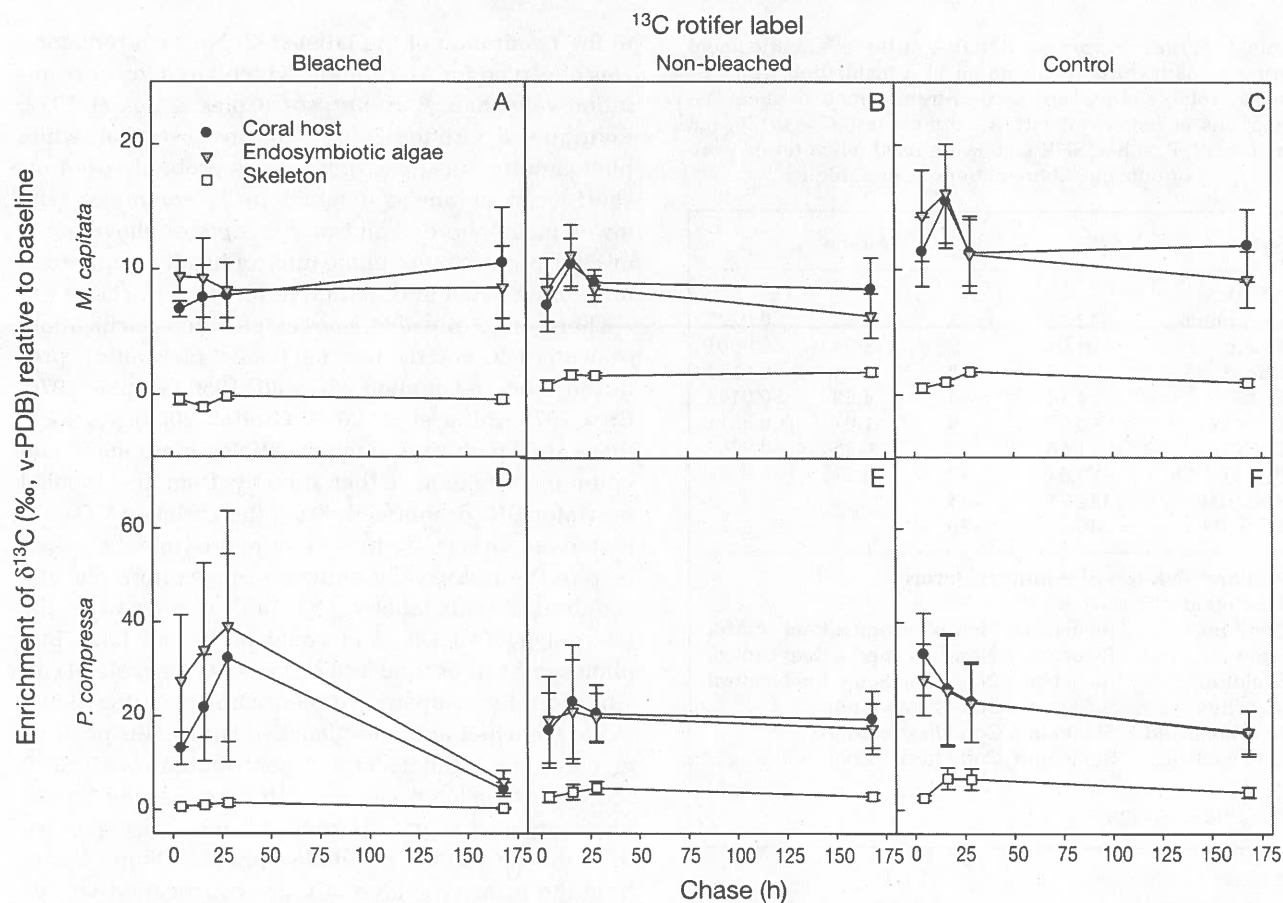 ¹³C rotifer label
Bleached
Non-bleached
Control
A
B
C
Coral host
Endosynbiotic algae
Skeleton
20
10
0
M. capitata
Enrichment of δ¹³C (‰ vPDB) relative to baseline
D
E
F
60
40
20
0
P. compressa
0 25 50 75 100 125 150 175
0 25 50 75 100 125 150 175
0 25 50 75 100 125 150 175
Chase (h)